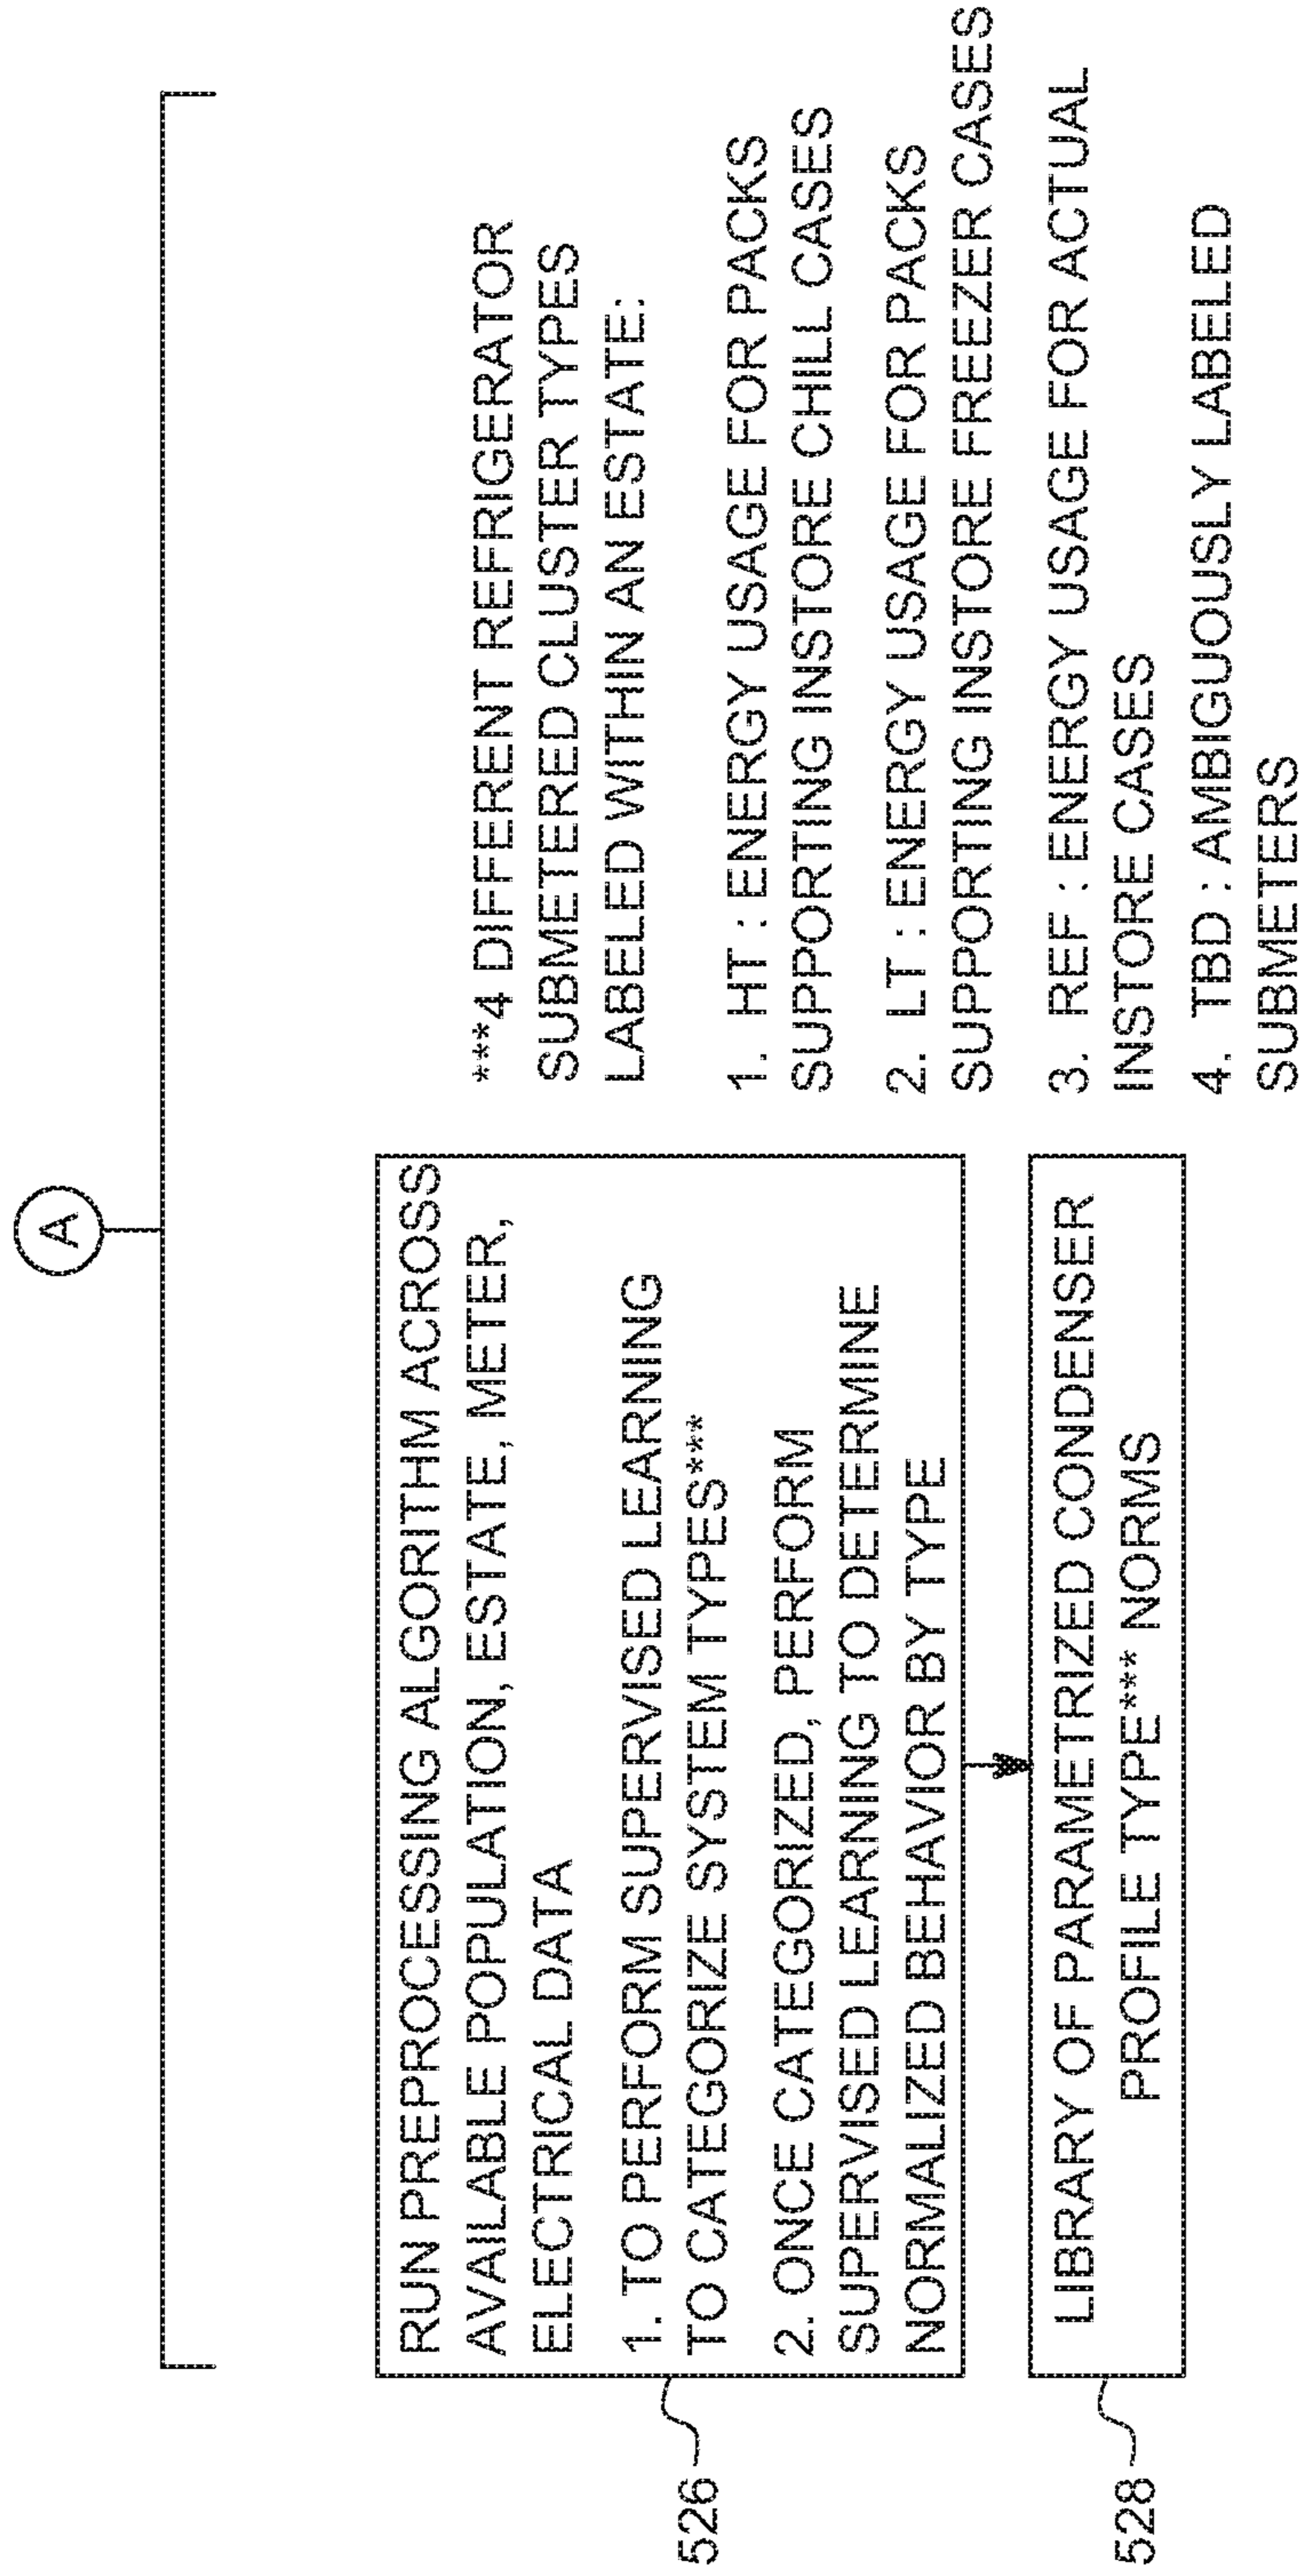 A
RUN PREPROCESSING ALGORITHM ACROSS
AVAILABLE POPULATION, ESTATE, METER,
ELECTRICAL DATA
1. TO PERFORM SUPERVISED LEARNING
TO CATEGORIZE SYSTEM TYPES***
2. ONCE CATEGORIZED, PERFORM
SUPERVISED LEARNING TO DETERMINE
NORMALIZED BEHAVIOR BY TYPE
526
LIBRARY OF PARAMETRIZED CONDENSER
PROFILE TYPE*** NORMS
528
***4 DIFFERENT REFRIGERATOR
SUBMETERED CLUSTER TYPES
LABELED WITHIN AN ESTATE:
1. HT : ENERGY USAGE FOR PACKS
SUPPORTING INSTORE CHILL CASES
2. LT : ENERGY USAGE FOR PACKS
SUPPORTING INSTORE FREEZER CASES
3. REF : ENERGY USAGE FOR ACTUAL
INSTORE CASES
4. TBD : AMBIGUOUSLY LABELED
SUBMETERS